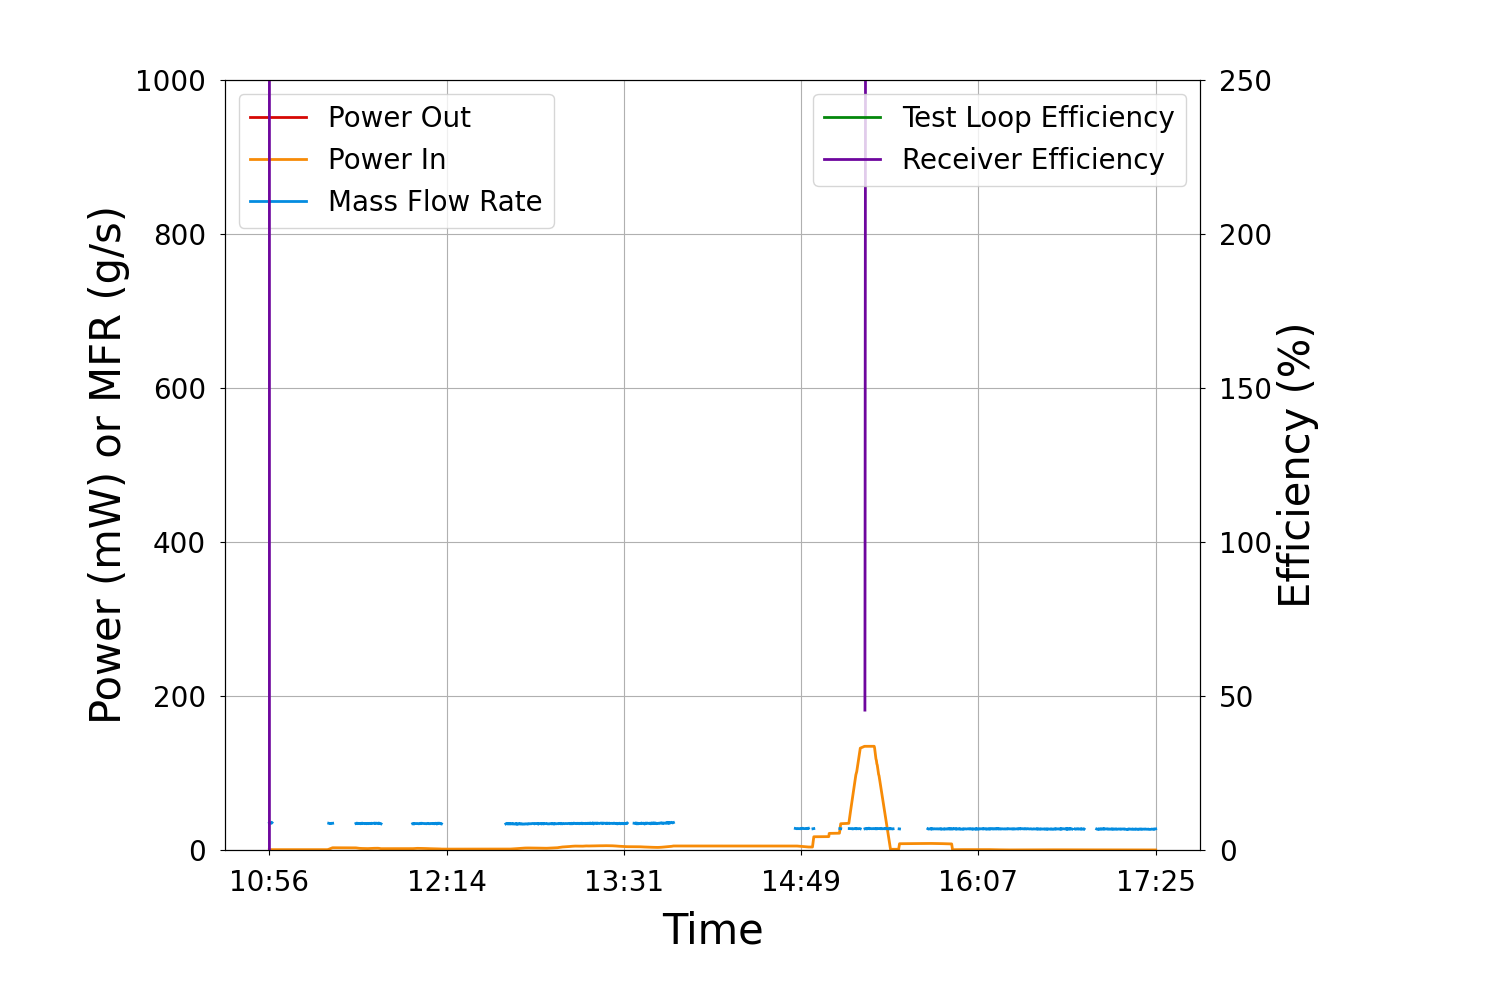 1000
800
600
400
200
0
Power (mW) or MFR (g/s)
Power Out
Power In
Mass Flow Rate
Test Loop Efficiency
Receiver Efficiency
250
200
150
100
50
0
Efficiency (%)
10:56 12:14 13:31 14:49 16:07 17:25
Time